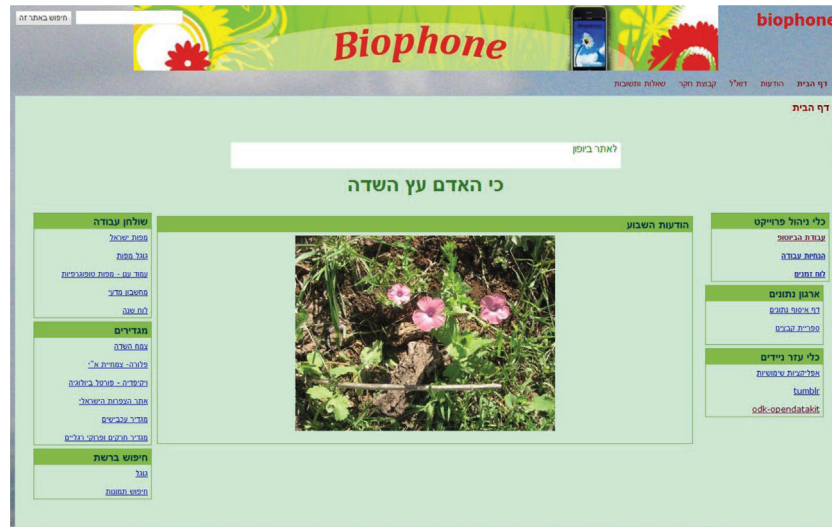 חיפוש באתר זה
Biophone
biophone
דף הבית הודעות דוא"ל קבוצת חקר שאלות ותשובות
דף הבית
לאתר ביופון
כי האדם עץ השדה
כלי ניהול פרוייקט
עבודת הביוטופ
הנחיות עבודה
לוח זמנים
ארגון נתונים
דף איסוף נתונים
ספריית קבצים
כלי עזר ניידים
אפליקציות שימושיות
tumblr
odk-opendatakit
הודעות השבוע
שולחן עבודה
מפות ישראל
גוגל מפות
עמוד ענן - מפות טופוגרפיות
מחשבון מדעי
לוח שנה
מגדירים
צמח השדה
פלורה- צמחיית א"י
ויקיפדיה - פורטל ביולוגיה
אתר הצפרות הישראלי
מגדיר עכבישים
מגדיר חרקים ופרוקי רגליים
חיפוש ברשת
גוגל
חיפוש תמונות